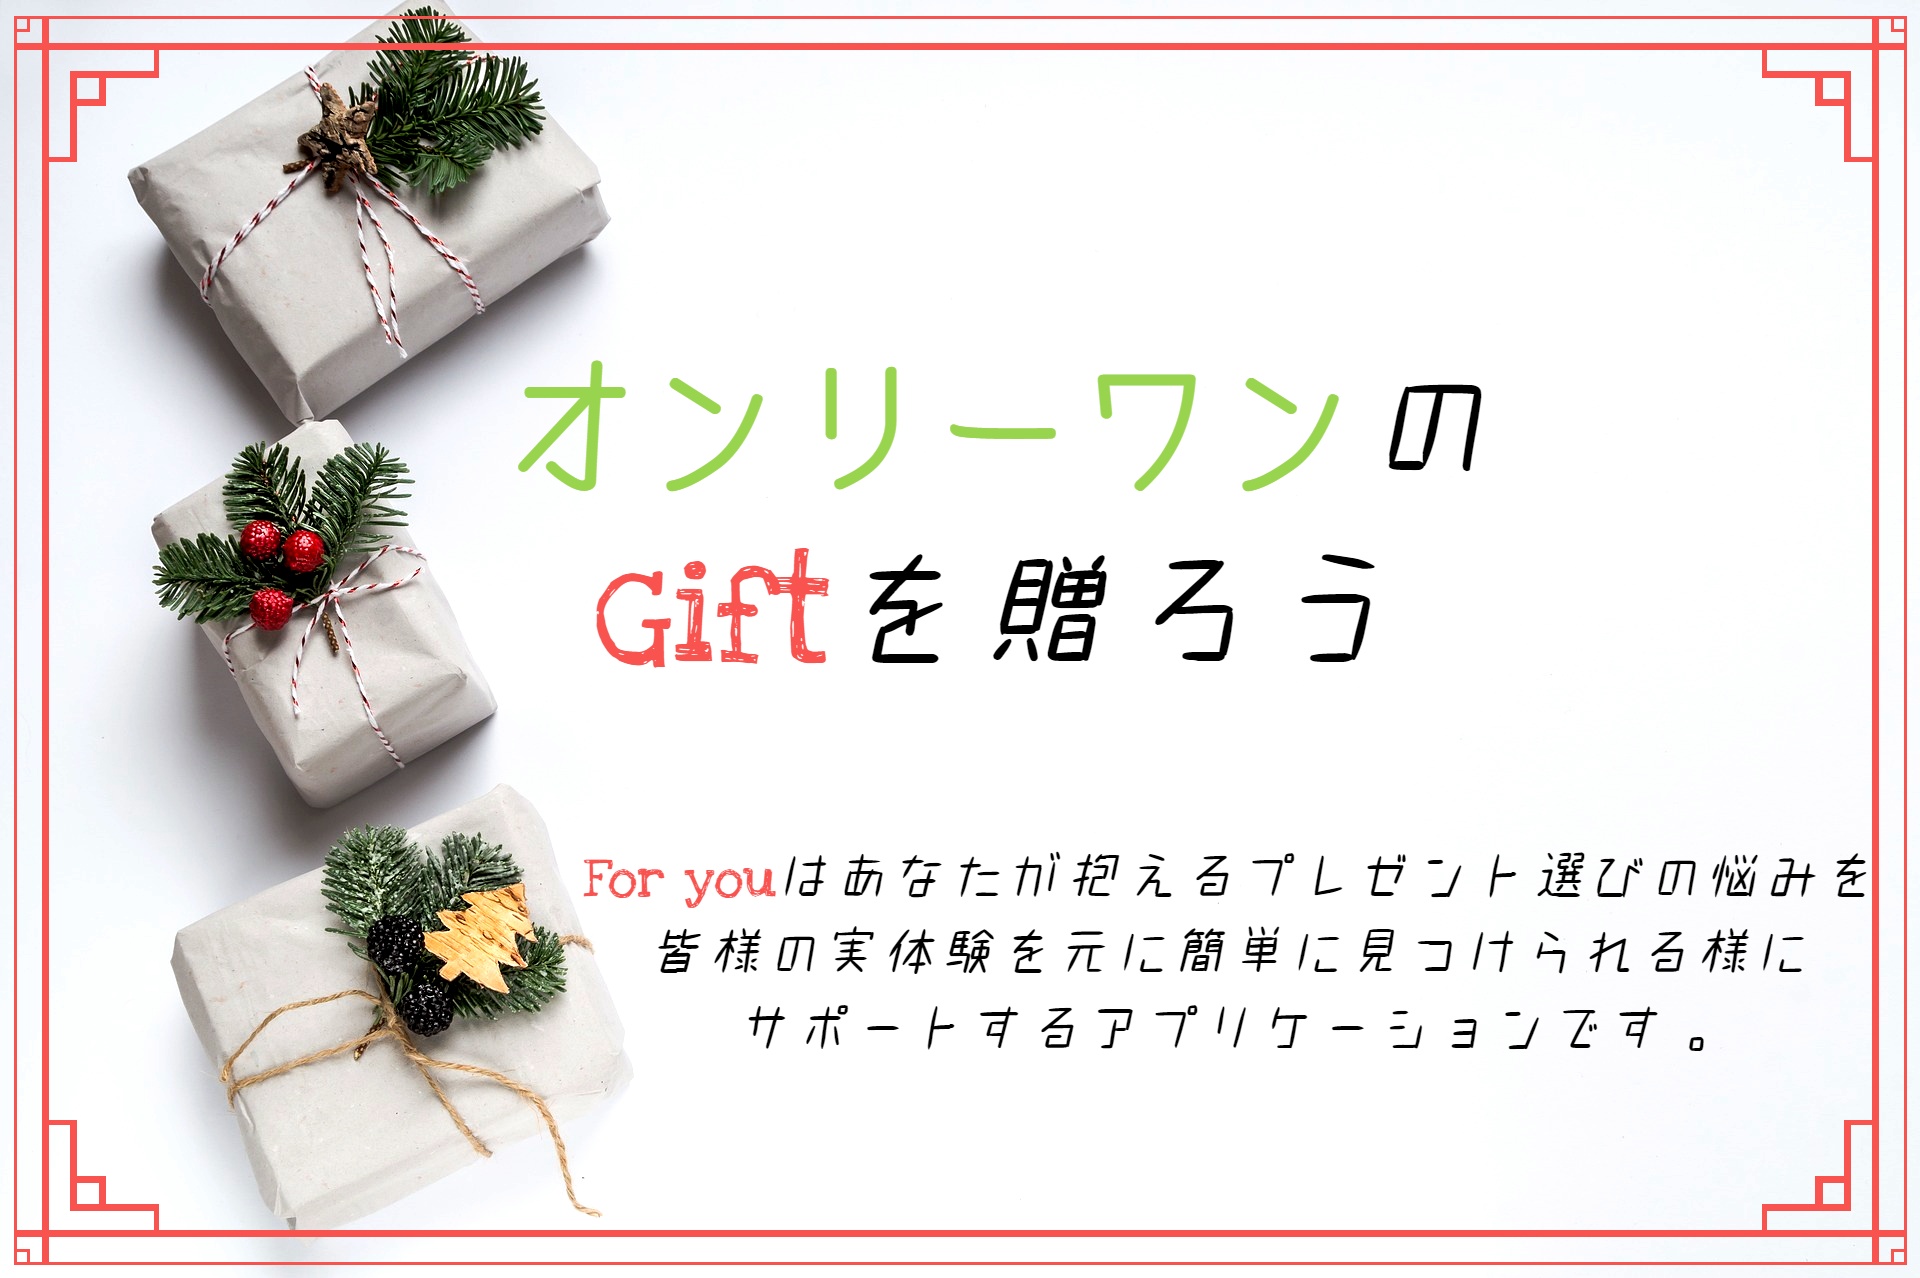 オンリーワンの
Giftを贈ろう
For youはあなたが抱えるプレゼント選びの悩みを
皆様の実体験を元に簡単に見つけられる様に
サポートするアプリケーションです。